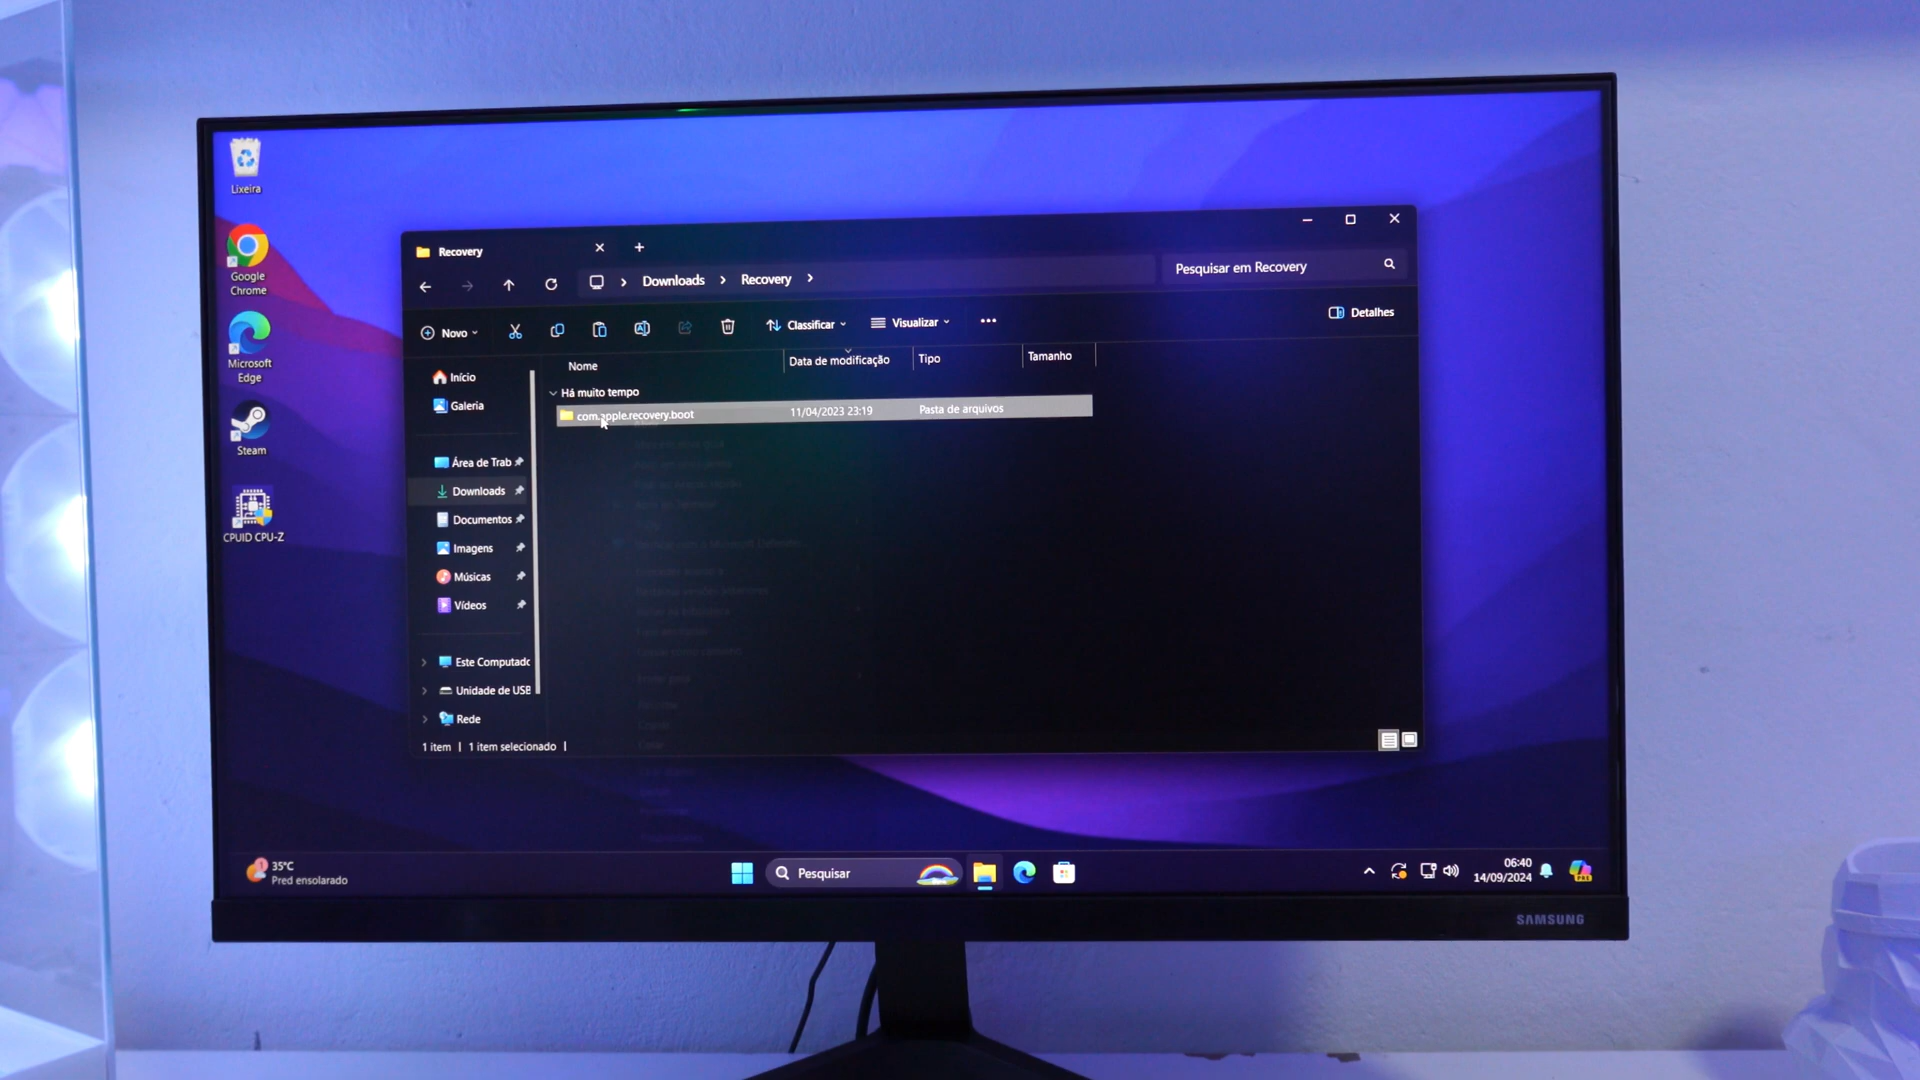 Lixeira
Google
Chrome
Microsoft
Edge
Steam
CPUID CPU-Z
Recovery
Downloads
Recovery
Pesquisar em Recovery
Novo
Classificar
Visualizar
Detalhes
Nome
Data de modificação
Tipo
Tamanho
Há muito tempo
com.apple.recovery.boot
11/04/2023 23:19
Pasta de arquivos
Início
Galeria
Área de Trab
Downloads
Documentos
Imagens
Músicas
Vídeos
Este Computado
Unidade de USB
Rede
1 item
1 item selecionado
1
35°C
Pred ensolarado
Pesquisar
06:40
14/09/2024
PRE
SAMSUNG